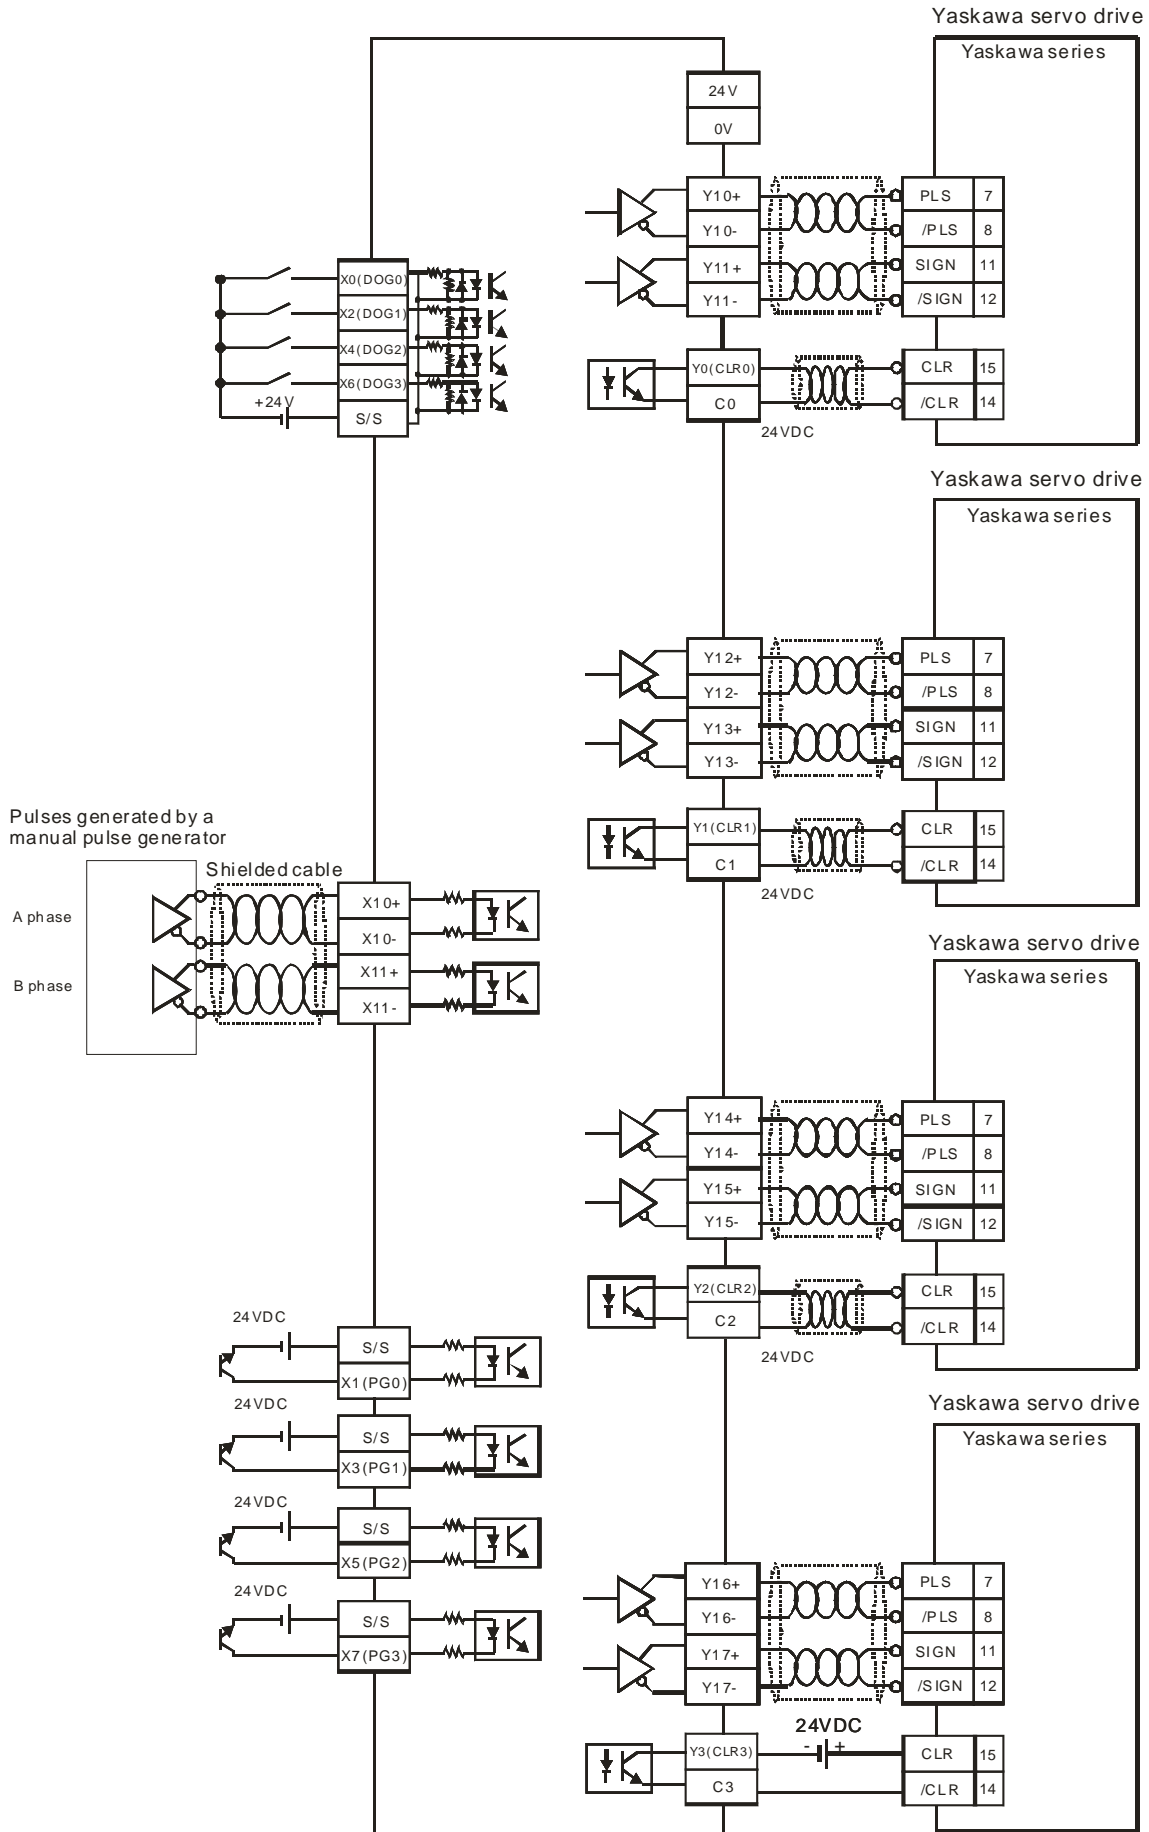 Yaskawa servo drive
Yaskawa series
24V
0V
Y10+
PLS 7
Y10-
/PLS 8
Y11+
SIGN 11
Y11-
/SIGN 12
X0(DOG0)
X2(DOG1)
X4(DOG2)
X6(DOG3)
+24V
S/S
Y0(CLR0)
CLR 15
C0
/CLR 14
24VDC
Yaskawa servo drive
Yaskawa series
Y12+
PLS 7
Y12-
/PLS 8
Y13+
SIGN 11
Y13-
/SIGN 12
Y1(CLR1)
CLR 15
C1
/CLR 14
24VDC
Pulses generated by a
manual pulse generator
Shielded cable
A phase
X10+
X10-
B phase
X11+
X11-
Yaskawa servo drive
Yaskawa series
Y14+
PLS 7
Y14-
/PLS 8
Y15+
SIGN 11
Y15-
/SIGN 12
Y2(CLR2)
CLR 15
C2
/CLR 14
24VDC
24VDC
S/S
X1(PG0)
24VDC
S/S
X3(PG1)
24VDC
S/S
X5(PG2)
24VDC
S/S
X7(PG3)
Yaskawa servo drive
Yaskawa series
Y16+
PLS 7
Y16-
/PLS 8
Y17+
SIGN 11
Y17-
/SIGN 12
24VDC
- +
Y3(CLR3)
CLR 15
C3
/CLR 14